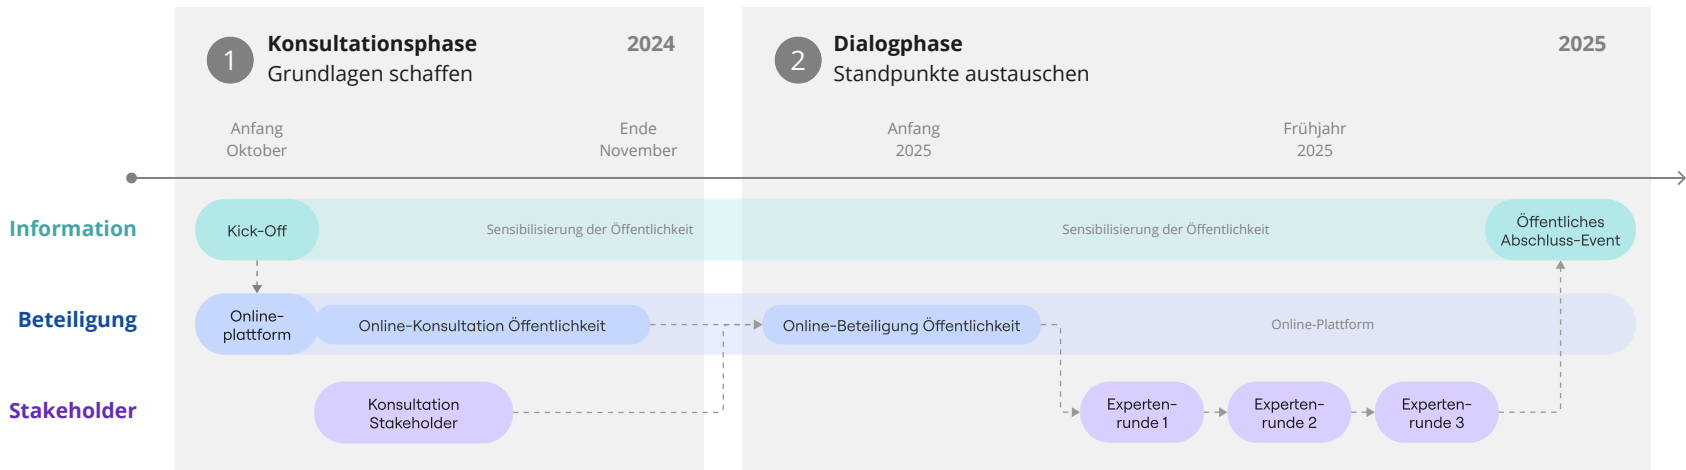 1
Konsultationsphase
2024
Grundlagen schaffen
2
Dialogphase
2025
Standpunkte austauschen
Anfang
Oktober
Ende
November
Anfang
2025
Frühjahr
2025
Information
Kick-Off
Sensibilisierung der Öffentlichkeit
Sensibilisierung der Öffentlichkeit
Öffentliches
Abschluss-Event
Beteiligung
Online-
plattform
Online-Konsultation Öffentlichkeit
Online-Beteiligung Öffentlichkeit
Online-Plattform
Stakeholder
Konsultation
Stakeholder
Experten-
runde 1
Experten-
runde 2
Experten-
runde 3